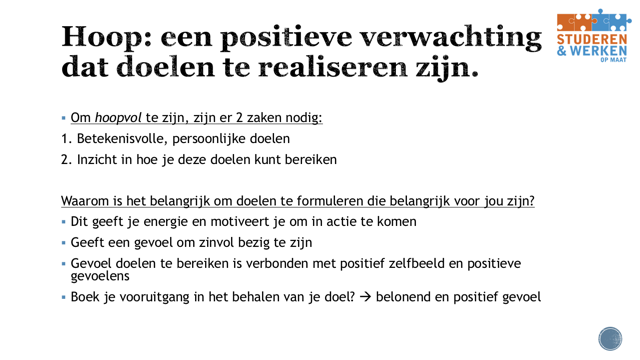 Hoop: een positieve verwachting
dat doelen te realiseren zijn.
STUDEREN
& WERKEN
OP MAAT
▪ Om hoopvol te zijn, zijn er 2 zaken nodig:
1. Betekenisvolle, persoonlijke doelen
2. Inzicht in hoe je deze doelen kunt bereiken
Waarom is het belangrijk om doelen te formuleren die belangrijk voor jou zijn?
▪ Dit geeft je energie en motiveert je om in actie te komen
▪ Geeft een gevoel om zinvol bezig te zijn
▪ Gevoel doelen te bereiken is verbonden met positief zelfbeeld en positieve
gevoelens
▪ Boek je vooruitgang in het behalen van je doel? → belonend en positief gevoel